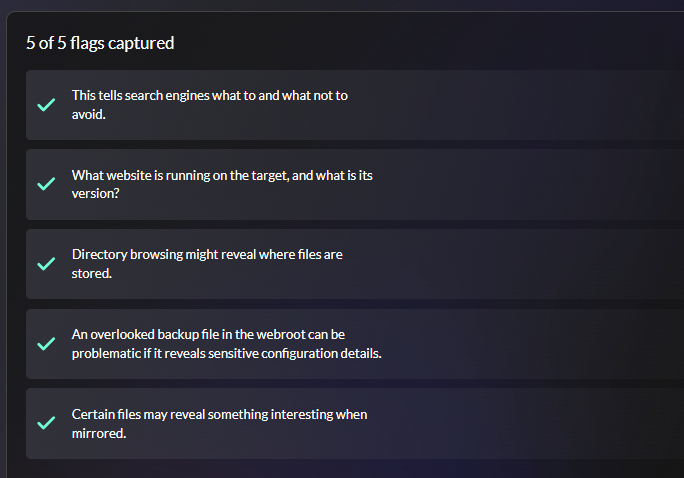 5 of 5 flags captured
This tells search engines what to and what not to
avoid.
What website is running on the target, and what is its
version?
Directory browsing might reveal where files are
stored.
An overlooked backup file in the webroot can be
problematic if it reveals sensitive configuration details.
Certain files may reveal something interesting when
mirrored.